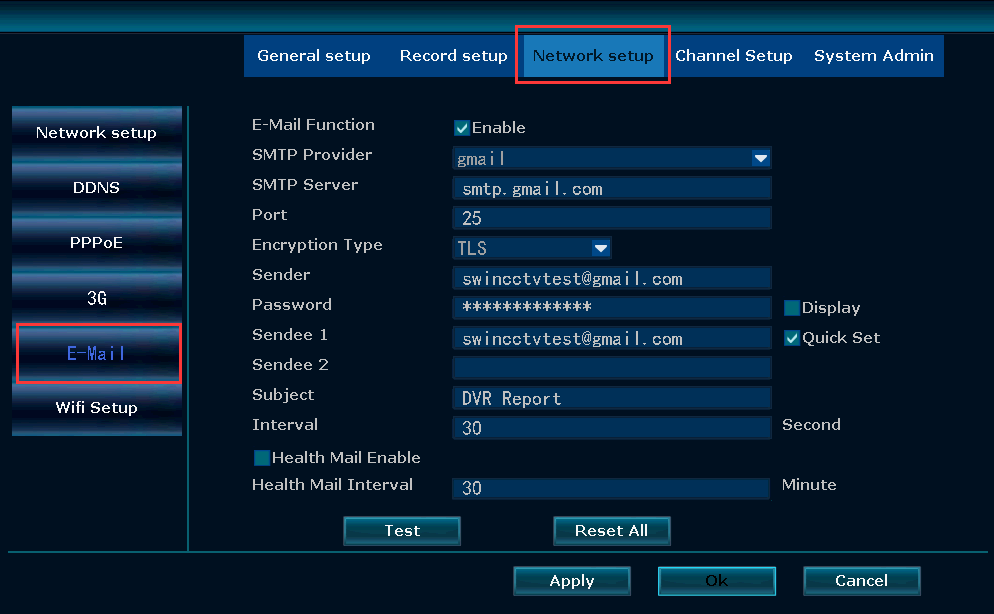 General setup Record setup Network setup Channel Setup System Admin
Network setup
DDNS
PPPoE
3G
E-Mail
Wifi Setup
E-Mail Function Enable
SMTP Provider gmail
SMTP Server smtp.gmail.com
Port 25
Encryption Type TLS
Sender swincctvtest@gmail.com
Password ************* Display
Sendee 1 swincctvtest@gmail.com Quick Set
Sendee 2
Subject DVR Report
Interval 30 Second
Health Mail Enable
Health Mail Interval 30 Minute
Test Reset All
Apply Ok Cancel